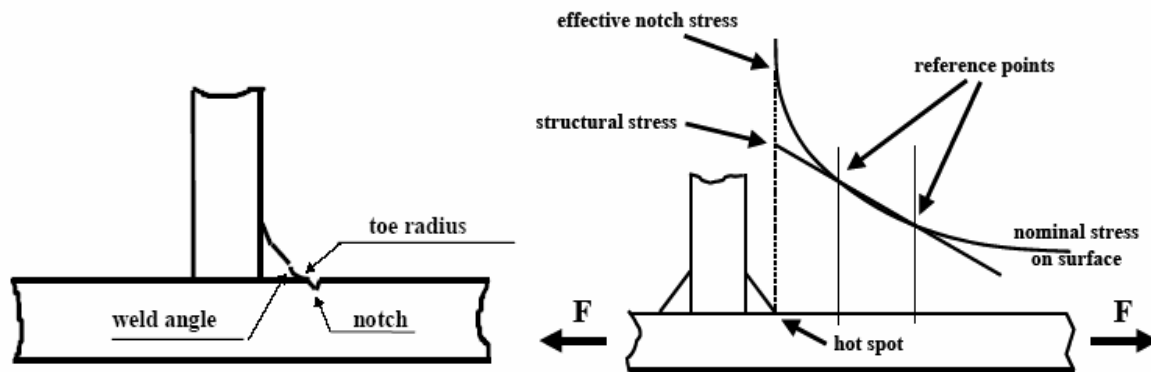 toe radius
weld angle
notch
effective notch stress
reference points
structural stress
nominal stress
on surface
F
F
hot spot